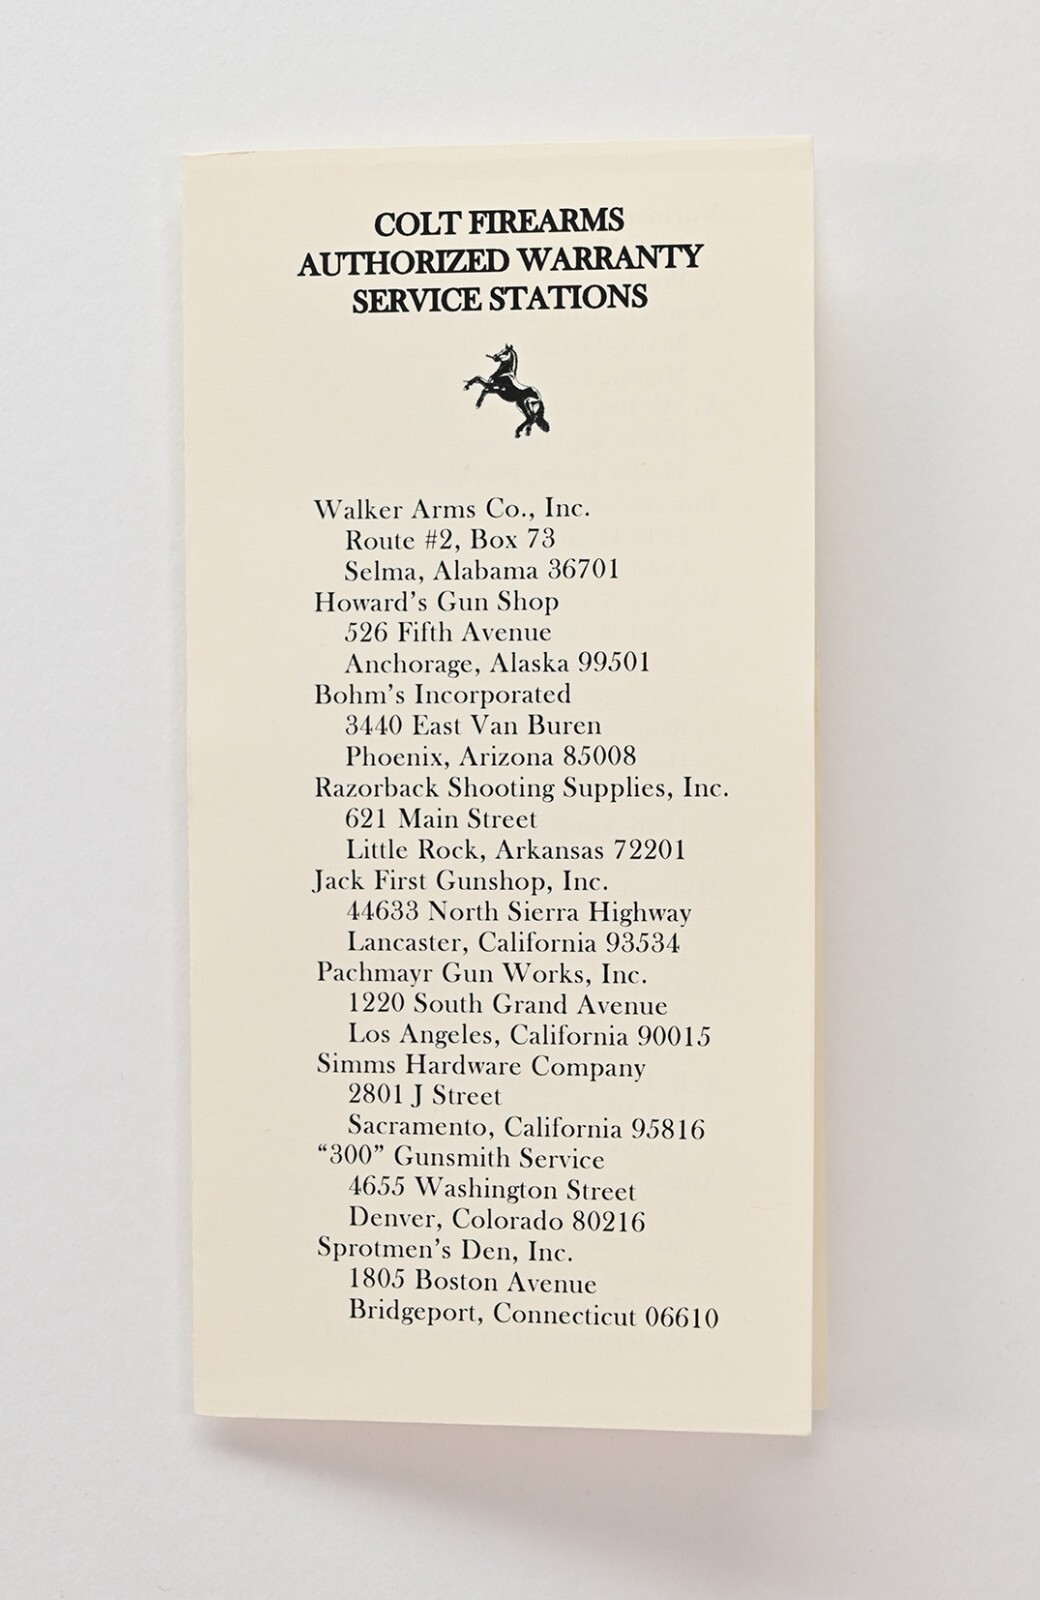 COLT FIREARMS
AUTHORIZED WARRANTY
SERVICE STATIONS
Walker Arms Co., Inc.
Route #2, Box 73
Selma, Alabama 36701
Howard's Gun Shop
526 Fifth Avenue
Anchorage, Alaska 99501
Bohm's Incorporated
3440 East Van Buren
Phoenix, Arizona 85008
Razorback Shooting Supplies, Inc.
621 Main Street
Little Rock, Arkansas 72201
Jack First Gunshop, Inc.
44633 North Sierra Highway
Lancaster, California 93534
Pachmayr Gun Works, Inc.
1220 South Grand Avenue
Los Angeles, California 90015
Simms Hardware Company
2801 J Street
Sacramento, California 95816
“300” Gunsmith Service
4655 Washington Street
Denver, Colorado 80216
Sprotmen's Den, Inc.
1805 Boston Avenue
Bridgeport, Connecticut 06610